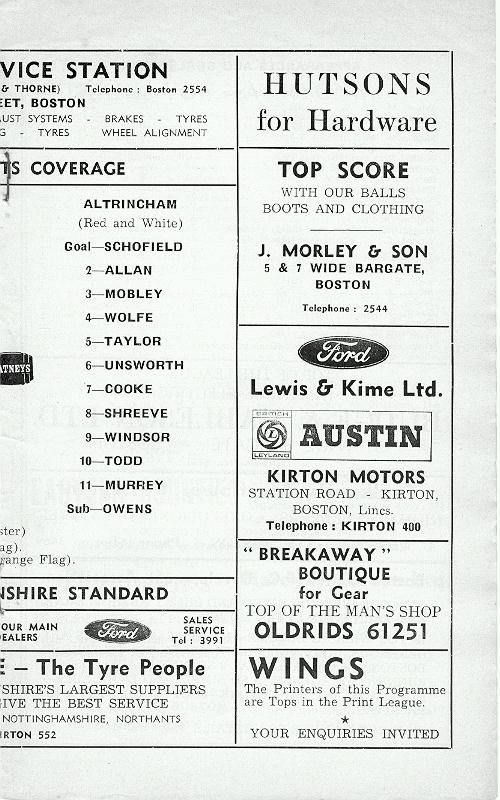 VICE STATION
& THORNE) Telephone : Boston 2554
EET, BOSTON
UST SYSTEMS - BRAKES - TYRES
G - TYRES WHEEL ALIGNMENT
TS COVERAGE
ALTRINCHAM
(Red and White)
Goal—SCHOFIELD
2—ALLAN
3—MOBLEY
4—WOLFE
5—TAYLOR
ATNEYS
6—UNSWORTH
7—COOKE
8—SHREEVE
9—WINDSOR
10—TODD
11—MURREY
Sub—OWENS
ster)
ag).
range Flag).
NSHIRE STANDARD
OUR MAIN
DEALERS
Ford
SALES
SERVICE
Tel : 3991
E – The Tyre People
NSHIRE'S LARGEST SUPPLIERS
GIVE THE BEST SERVICE
NOTTINGHAMSHIRE, NORTHANTS
IRTON 552
HUTSONS
for Hardware
TOP SCORE
WITH OUR BALLS
BOOTS AND CLOTHING
J. MORLEY & SON
5 & 7 WIDE BARGATE,
BOSTON
Telephone : 2544
Ford
Lewis & Kime Ltd.
BRITISH
L
LEYLAND
AUSTIN
KIRTON MOTORS
STATION ROAD - KIRTON,
BOSTON, Lincs.
Telephone : KIRTON 400
" BREAKAWAY "
BOUTIQUE
for Gear
TOP OF THE MAN'S SHOP
OLDRIDS 61251
WINGS
The Printers of this Programme
are Tops in the Print League.
★
YOUR ENQUIRIES INVITED